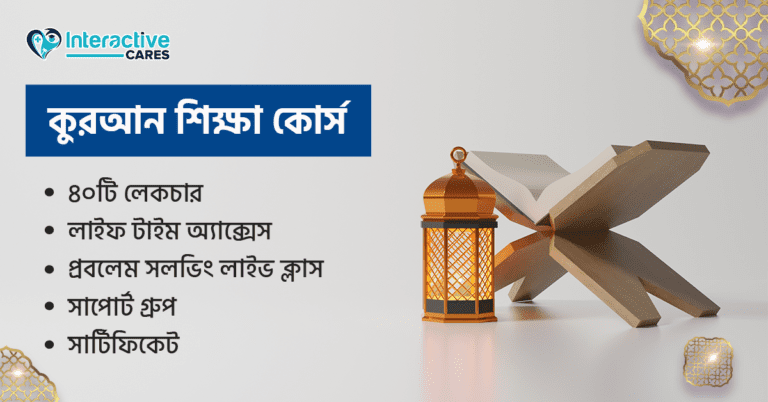 Interactive
CARES
কুরআন শিক্ষা কোর্স
৪০টি লেকচার
লাইফ টাইম অ্যাক্সেস
প্রবলেম সলভিং লাইভ ক্লাস
সাপোর্ট গ্রুপ
সার্টিফিকেট